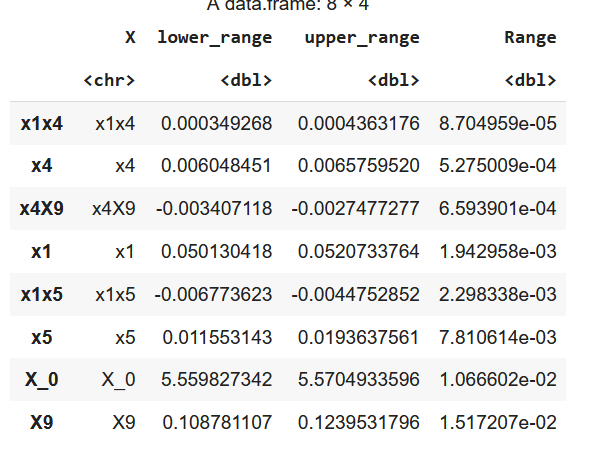 A data.frame: 8 × 4
X lower_range upper_range Range
<chr> <dbl> <dbl> <dbl>
x1x4 x1x4 0.000349268 0.0004363176 8.704959e-05
x4 x4 0.006048451 0.0065759520 5.275009e-04
x4X9 x4X9 -0.003407118 -0.0027477277 6.593901e-04
x1 x1 0.050130418 0.0520733764 1.942958e-03
x1x5 x1x5 -0.006773623 -0.0044752852 2.298338e-03
x5 x5 0.011553143 0.0193637561 7.810614e-03
X_0 X_0 5.559827342 5.5704933596 1.066602e-02
X9 X9 0.108781107 0.1239531796 1.517207e-02